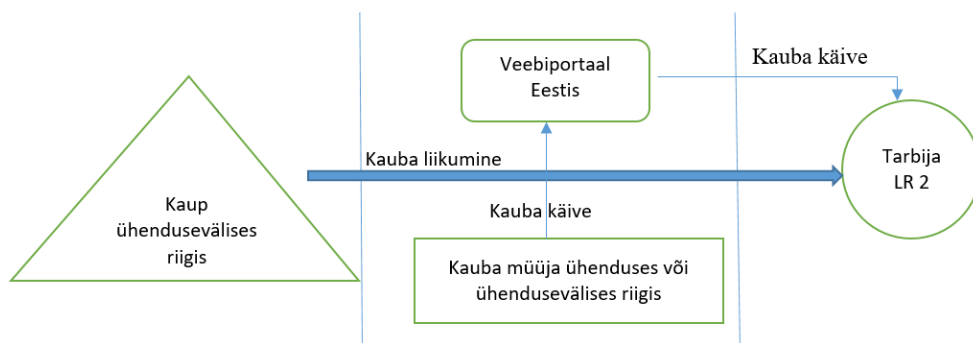 Kaup
ühendusevälises
riigis
Kauba liikumine
Veebiportaal
Eestis
Kauba käive
Kauba müüja ühenduses või
ühendusevälises riigis
Kauba käive
Tarbija
LR 2